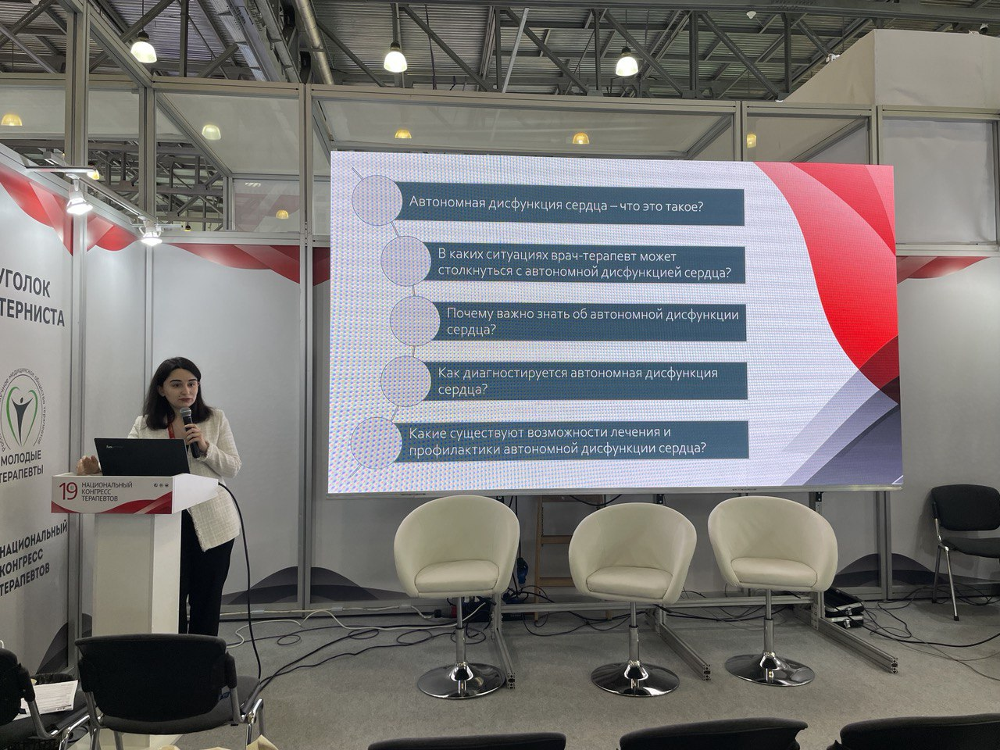 Автономная дисфункция сердца – что это такое?
В каких ситуациях врач-терапевт может
столкнуться с автономной дисфункцией сердца?
Почему важно знать об автономной дисфункции
сердца?
Как диагностируется автономная дисфункция
сердца?
Какие существуют возможности лечения и
профилактики автономной дисфункции сердца?
УГОЛОК
ТЕРНИСТА
МОЛОДЫЕ
ТЕРАПЕВТЫ
19 НАЦИОНАЛЬНЫЙ
КОНГРЕСС
ТЕРАПЕВТОВ
НАЦИОНАЛЬНЫЙ
КОНГРЕСС
ТЕРАПЕВТОВ